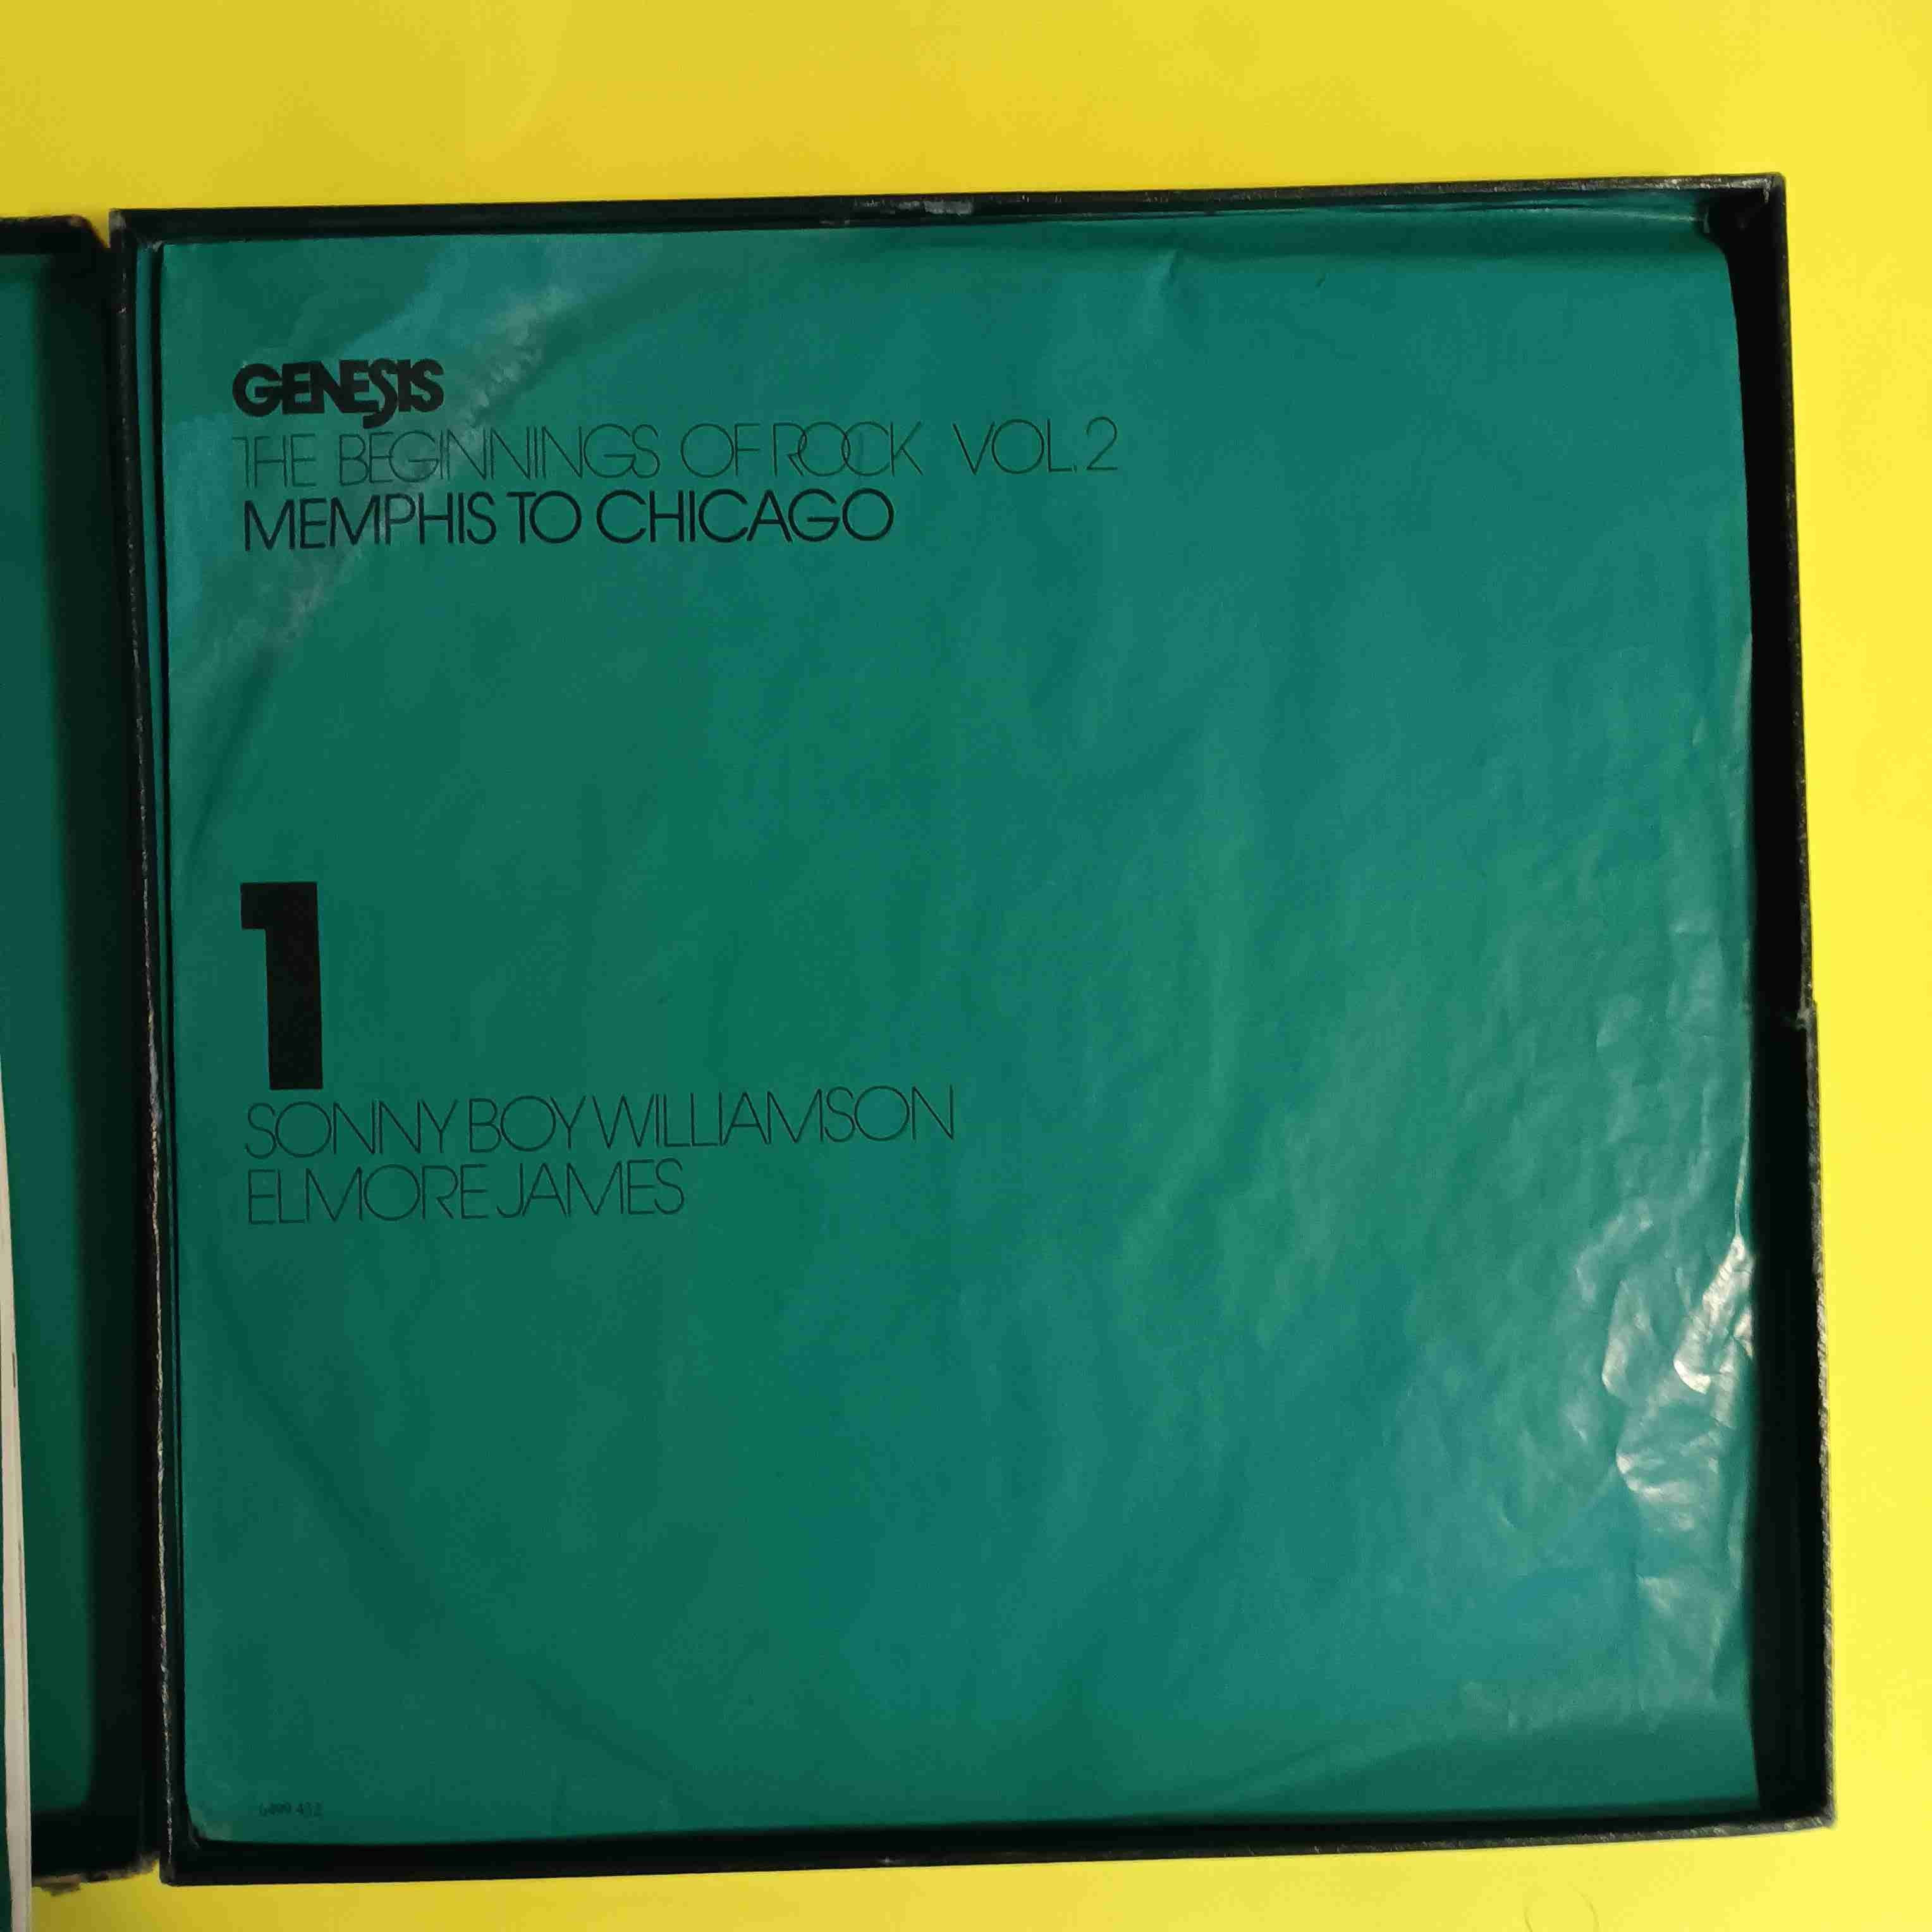 GENESIS
THE BEGINNINGS OF ROCK VOL. 2
MEMPHIS TO CHICAGO
1
SONNY BOY WILLIAMSON
ELMORE JAMES